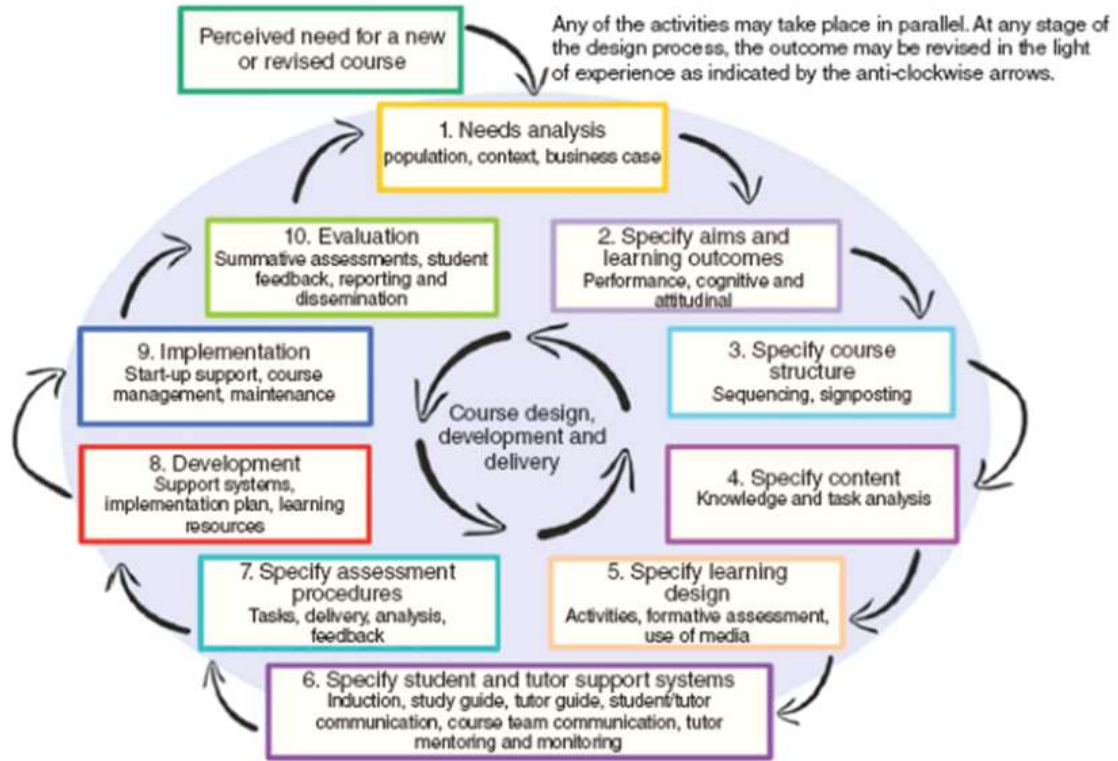 Perceived need for a new
or revised course
Any of the activities may take place in parallel. At any stage of
the design process, the outcome may be revised in the light
of experience as indicated by the anti-clockwise arrows.
1. Needs analysis
population, context, business case
2. Specify aims and
learning outcomes
Performance, cognitive and
attitudinal
3. Specify course
structure
Sequencing, signposting
4. Specify content
Knowledge and task analysis
5. Specify learning
design
Activities, formative assessment,
use of media
6. Specify student and tutor support systems
Induction, study guide, tutor guide, student/tutor
communication, course team communication, tutor
mentoring and monitoring
7. Specify assessment
procedures
Tasks, delivery, analysis,
feedback
8. Development
Support systems,
implementation plan, learning
resources
9. Implementation
Start-up support, course
management, maintenance
10. Evaluation
Summative assessments, student
feedback, reporting and
dissemination
Course design,
development and
delivery